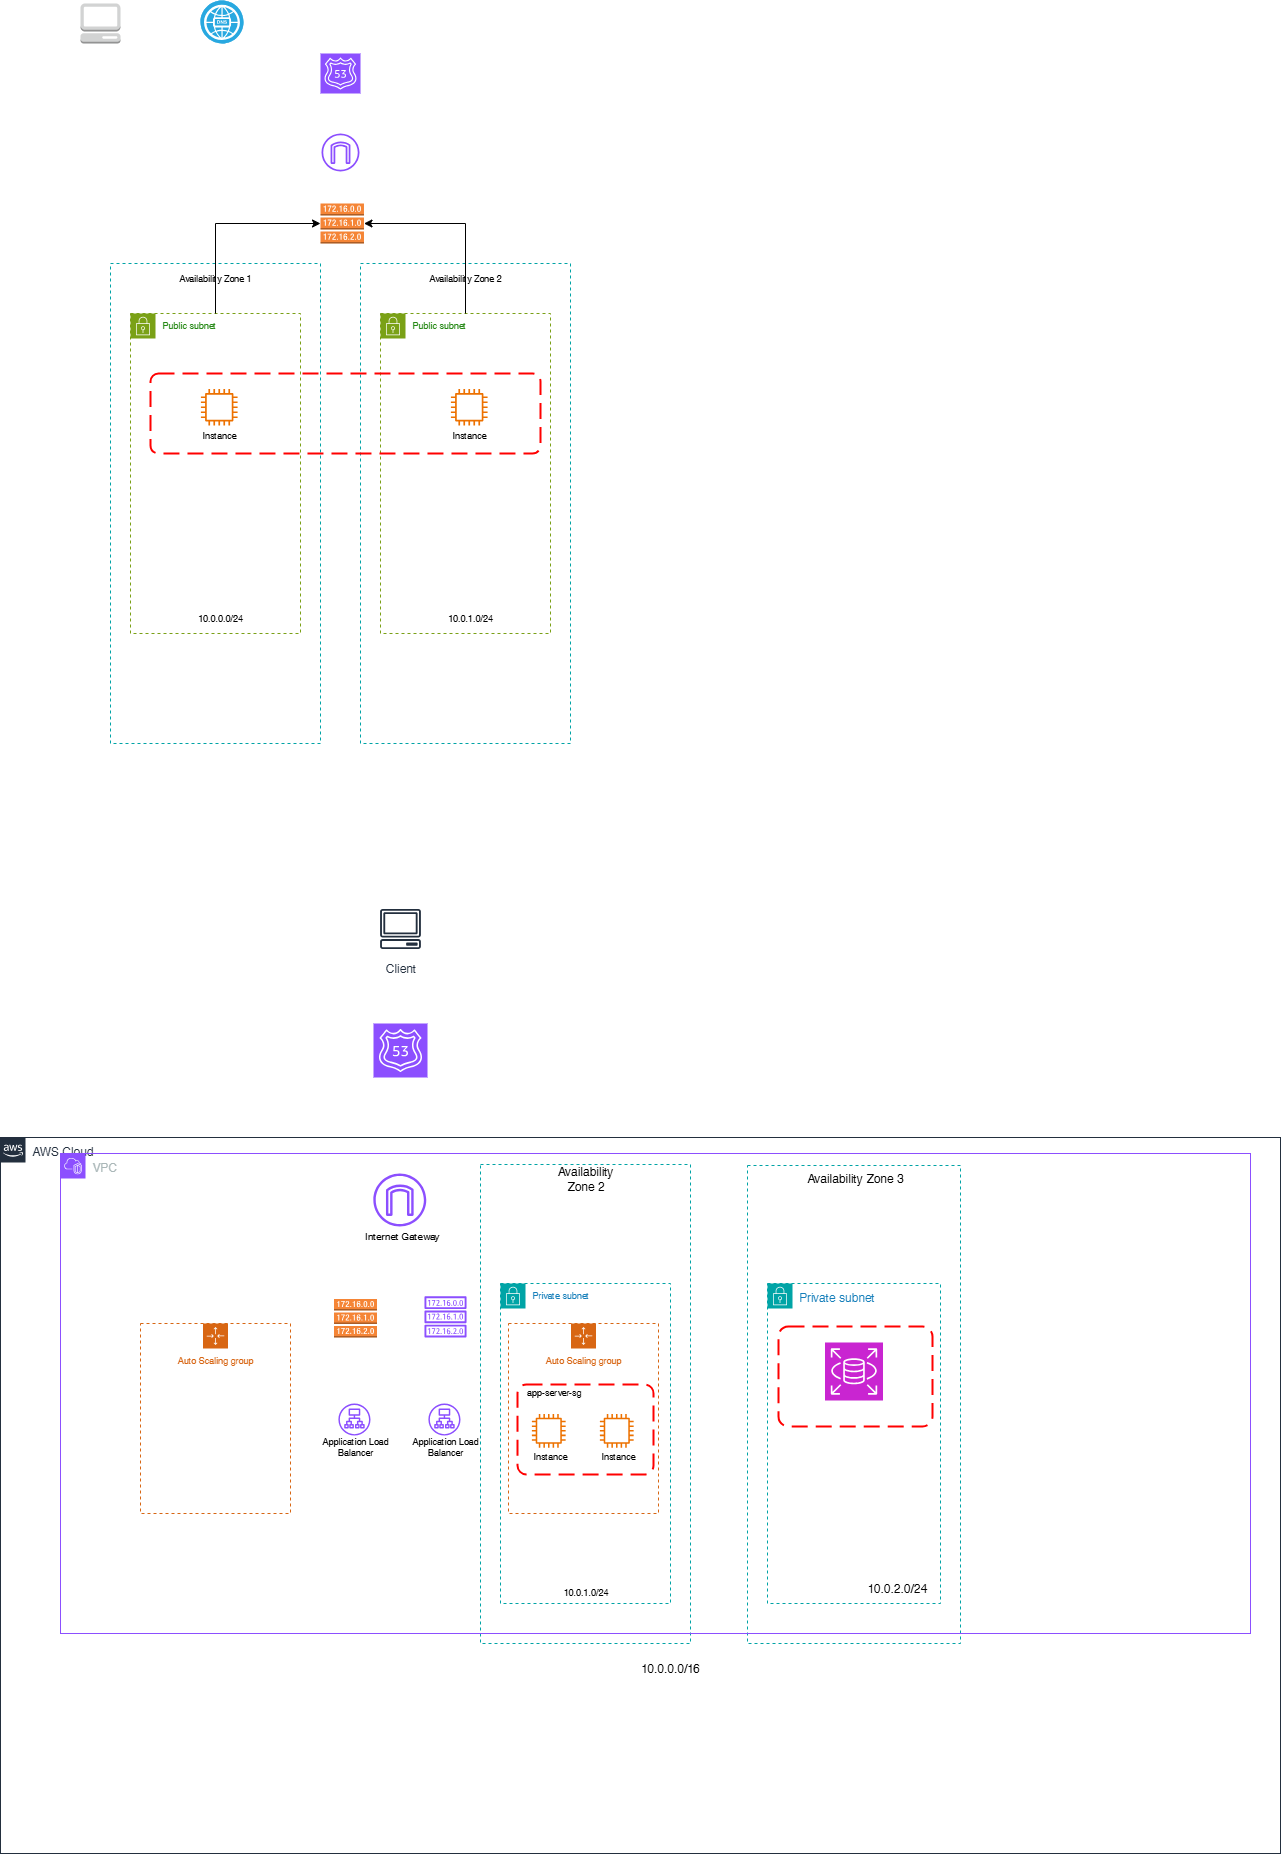 DNS
53
172.16.0.0
172.16.1.0
172.16.2.0
Availability Zone 1
Availability Zone 2
Public subnet
Public subnet
Instance
Instance
10.0.0.0/24
10.0.1.0/24
Client
53
aws
AWS Cloud
VPC
Availability
Zone 2
Availability Zone 3
Internet Gateway
172.16.0.0
172.16.1.0
172.16.2.0
172.16.0.0
172.16.1.0
172.16.2.0
Private subnet
Private subnet
Auto Scaling group
Auto Scaling group
app-server-sg
Application Load
Balancer
Application Load
Balancer
Instance
Instance
10.0.1.0/24
10.0.2.0/24
10.0.0.0/16